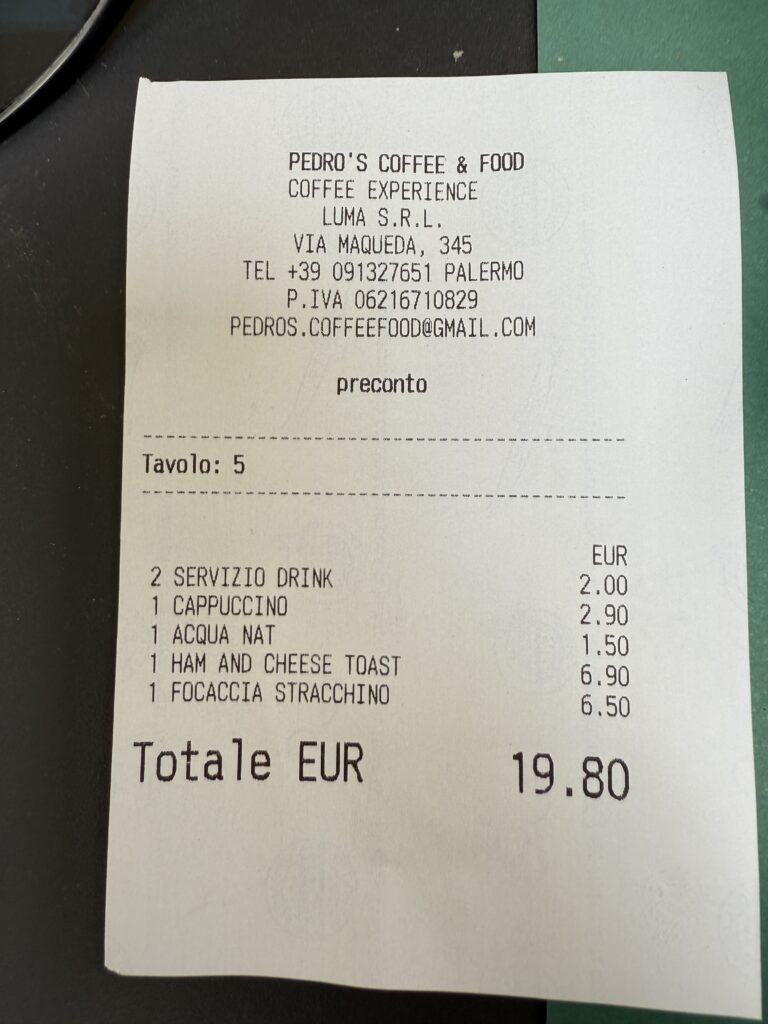 PEDRO'S COFFEE & FOOD
COFFEE EXPERIENCE
LUMA S.R.L.
VIA MAQUEDA, 345
TEL +39 091327651 PALERMO
P.IVA 06216710829
PEDROS.COFFEEFOOD@GMAIL.COM
preconto
Tavolo: 5
EUR
2 SERVIZIO DRINK 2.00
1 CAPPUCCINO 2.90
1 ACQUA NAT 1.50
1 HAM AND CHEESE TOAST 6.90
1 FOCACCIA STRACCHINO 6.50
Totale EUR 19.80